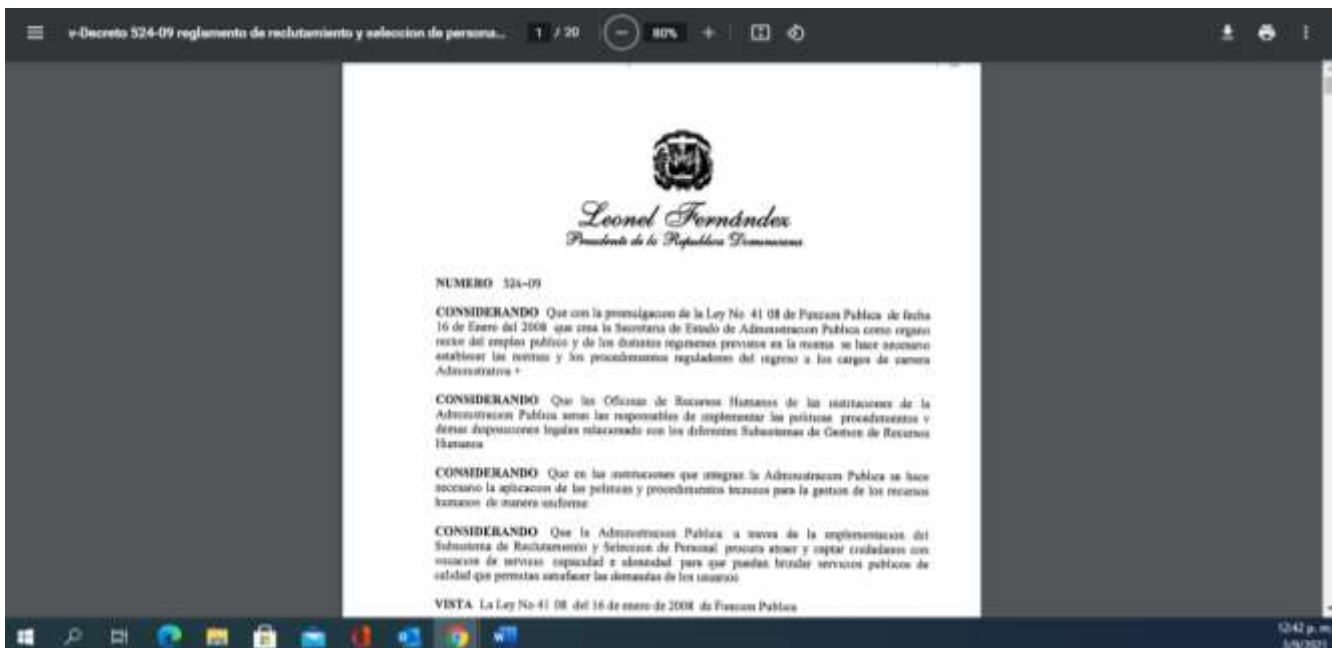 v-Decreto 524-09 reglamento de reclutamiento y seleccion de persona...
1 / 20
80%
Leonel Fernández
Presidente de la Republica Dominicana
NUMERO 524-09
CONSIDERANDO Que con la promulgacion de la Ley No 41 08 de Funcion Publica de fecha
16 de Enero del 2008 que crea la Secretaria de Estado de Administracion Publica como organo
rector del empleo publico y de los distintos regimenes previstos en la misma se hace necesario
establecer las normas y los procedimientos reguladores del ingreso a los cargos de carrera
Administrativa
CONSIDERANDO Que las Oficinas de Recursos Humanos de las instituciones de la
Administracion Publica seran las responsables de implementar las politicas procedimientos y
demas disposiciones legales relacionado con los diferentes Subsistemas de Gestion de Recursos
Humanos
CONSIDERANDO Que en las instituciones que integran la Administracion Publica se hace
necesario la aplicacion de las politicas y procedimientos tecnicos para la gestion de los recursos
humanos de manera uniforme
CONSIDERANDO Que la Administracion Publica a traves de la implementacion del
Subsistema de Reclutamiento y Seleccion de Personal procura atraer y captar ciudadanos con
vocacion de servicio capacidad e idoneidad para que puedan brindar servicios publicos de
calidad que permitan satisfacer las demandas de los usuarios
VISTA La Ley No 41 08 del 16 de enero de 2008 de Funcion Publica
12:42 p. m.